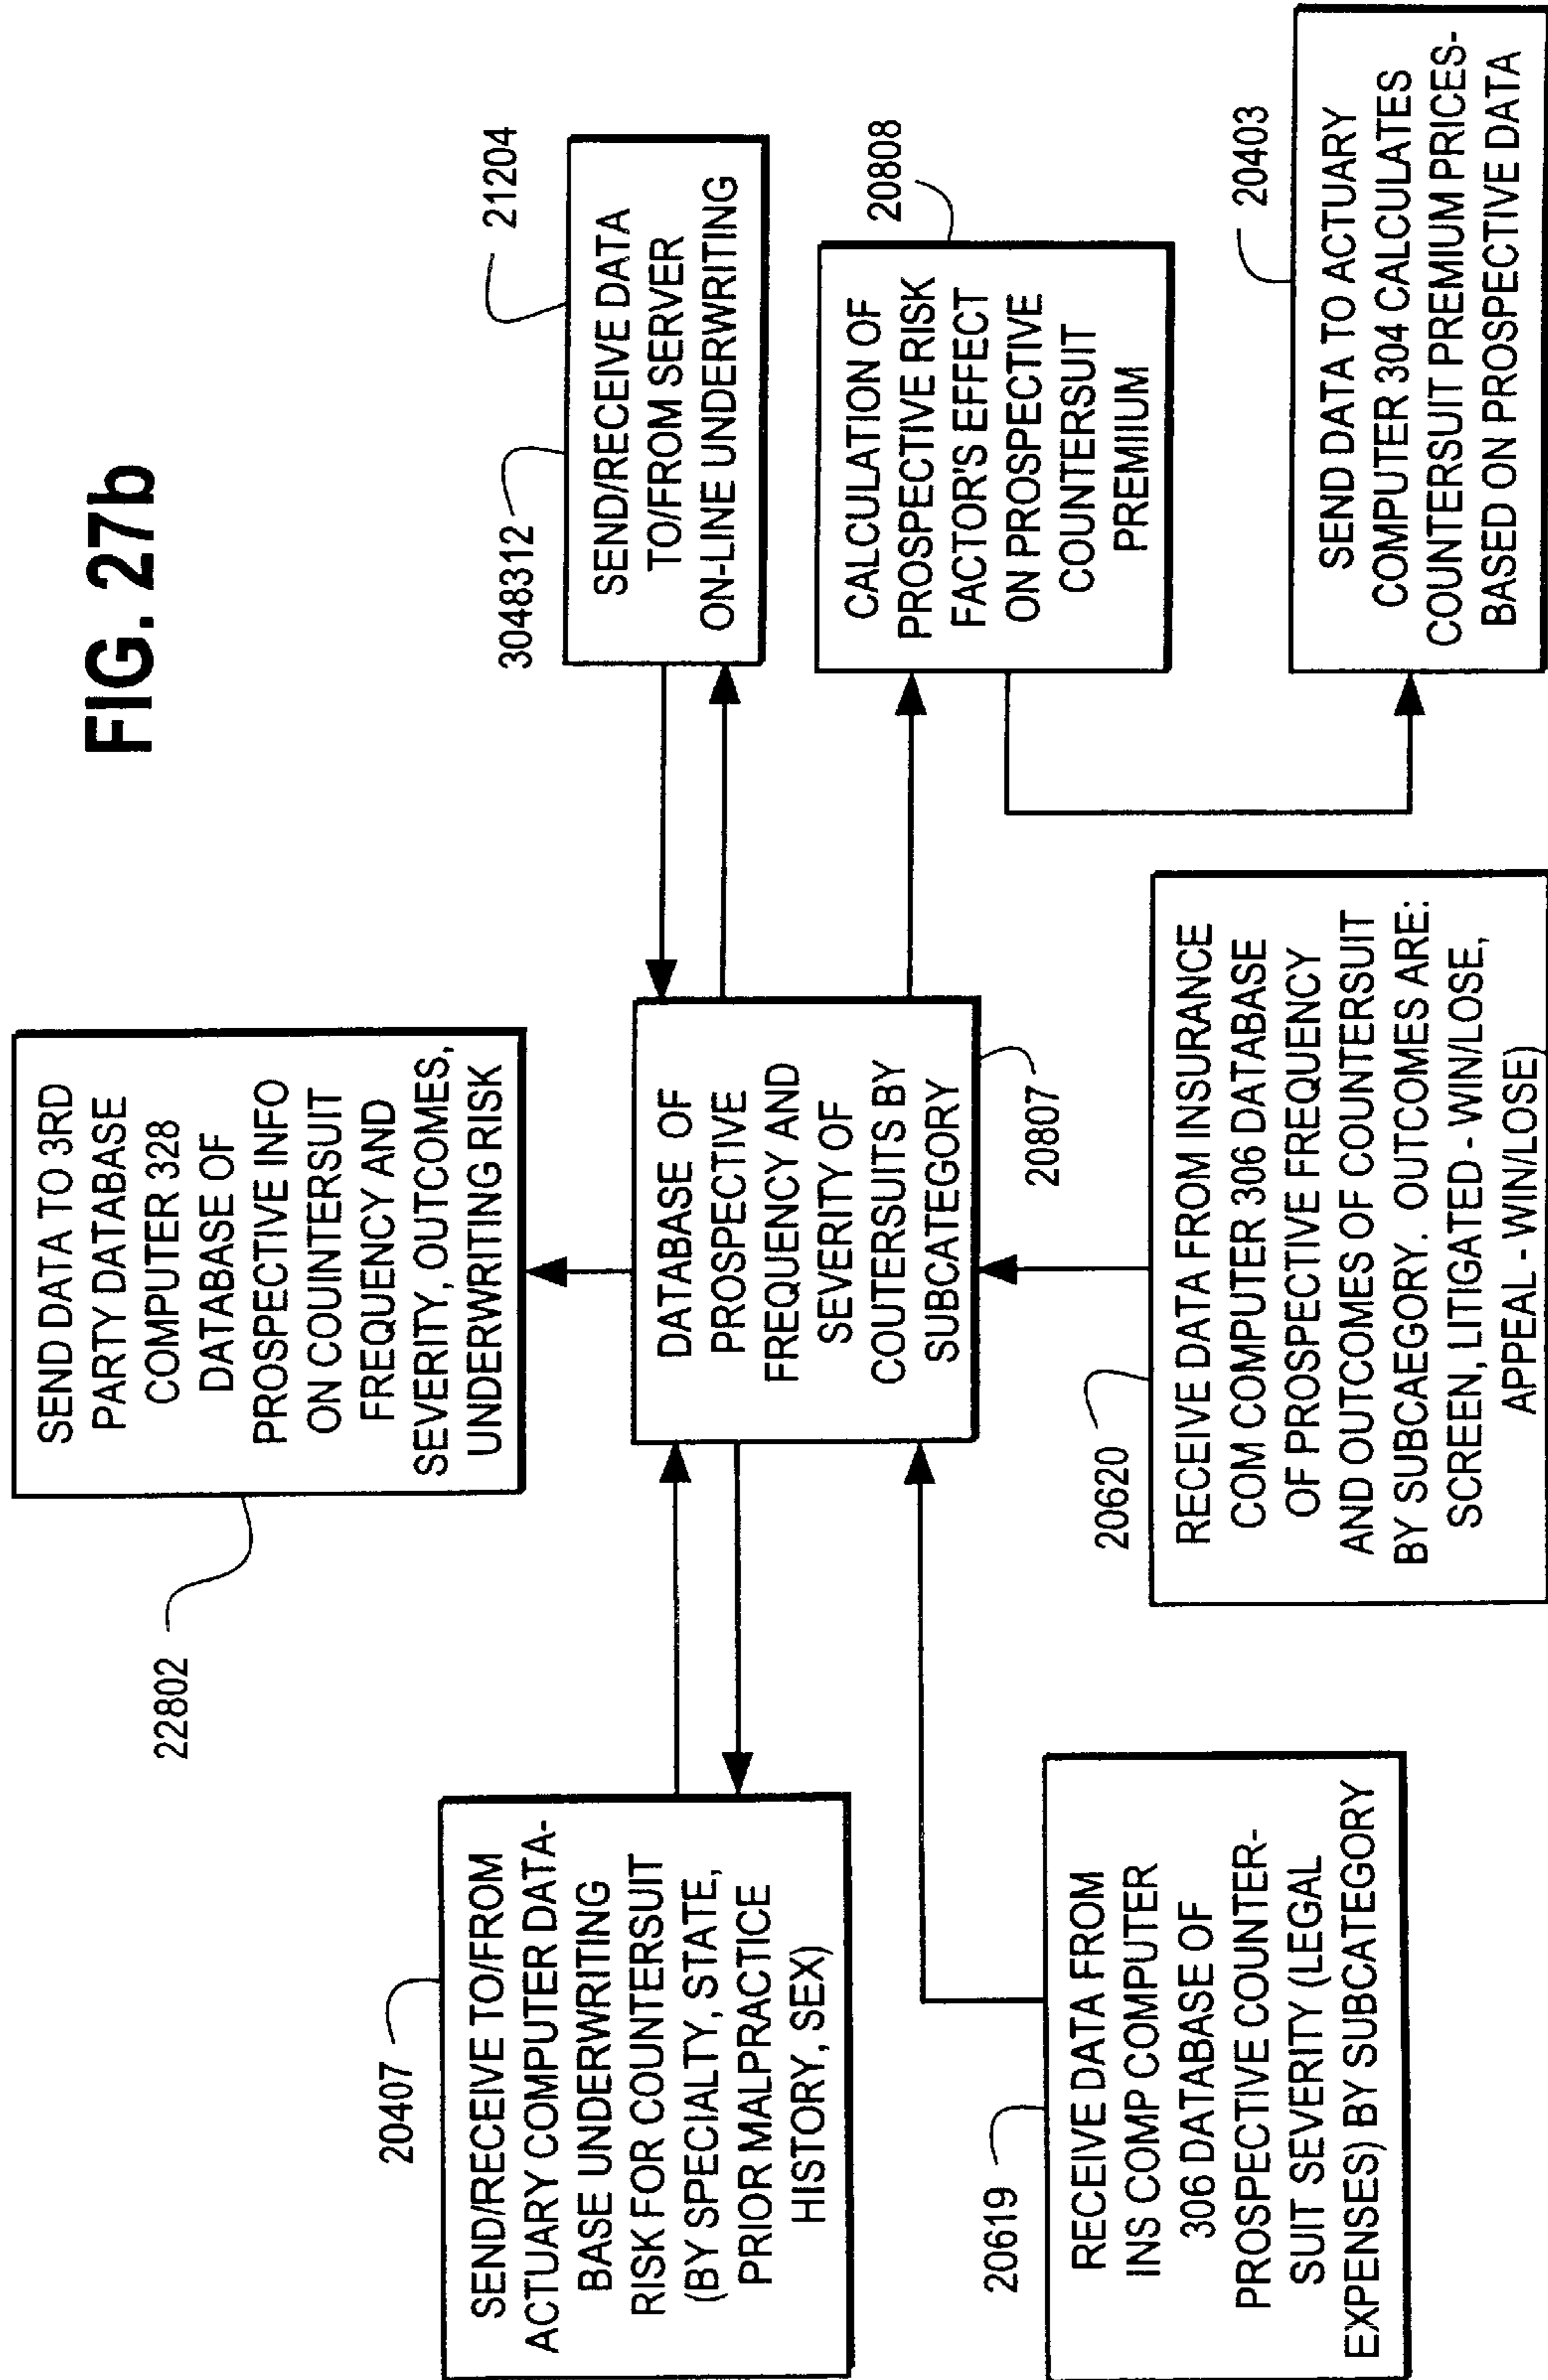 FIG. 27b
22802
SEND DATA TO 3RD
PARTY DATABASE
COMPUTER 328
DATABASE OF
PROSPECTIVE INFO
ON COUINTERSUIT
FREQUENCY AND
SEVERITY, OUTCOMES,
UNDERWRITING RISK
20407
SEND/RECEIVE TO/FROM
ACTUARY COMPUTER DATA-
BASE UNDERWRITING
RISK FOR COUNTERSUIT
(BY SPECIALTY, STATE,
PRIOR MALPRACTICE
HISTORY, SEX)
DATABASE OF
PROSPECTIVE
FREQUENCY AND
SEVERITY OF
COUTERSUITS BY
SUBCATEGORY
20807
3048312
21204
SEND/RECEIVE DATA
TO/FROM SERVER
ON-LINE UNDERWRITING
20808
CALCULATION OF
PROSPECTIVE RISK
FACTOR'S EFFECT
ON PROSPECTIVE
COUNTERSUIT
PREMIIUM
20619
RECEIVE DATA FROM
INS COMP COMPUTER
306 DATABASE OF
PROSPECTIVE COUNTER-
SUIT SEVERITY (LEGAL
EXPENSES) BY SUBCATEGORY
20620
RECEIVE DATA FROM INSURANCE
COM COMPUTER 306 DATABASE
OF PROSPECTIVE FREQUENCY
AND OUTCOMES OF COUNTERSUIT
BY SUBCAEGORY. OUTCOMES ARE:
SCREEN, LITIGATED - WIN/LOSE,
APPEAL - WIN/LOSE)
20403
SEND DATA TO ACTUARY
COMPUTER 304 CALCULATES
COUNTERSUIT PREMIUM PRICES-
BASED ON PROSPECTIVE DATA